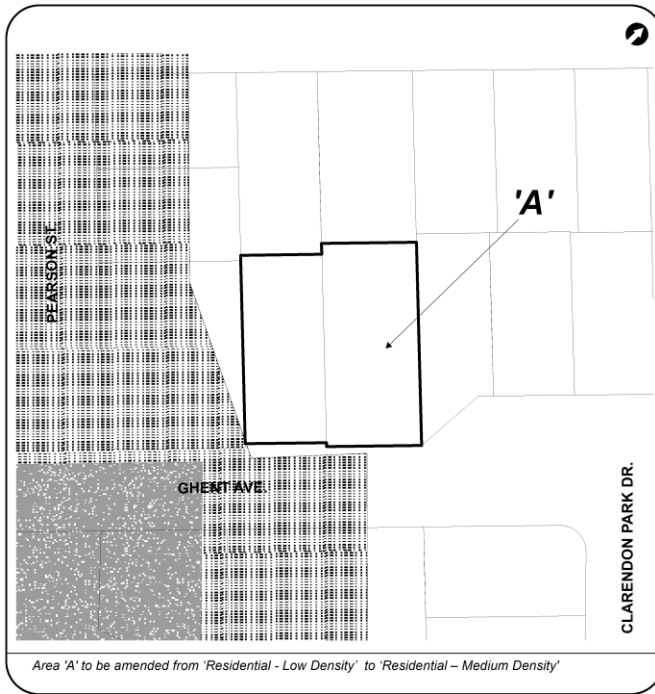 'A'
PEARSON ST.
GHENT AVE.
CLARENDON PARK DR.
Area 'A' to be amended from ‘Residential - Low Density’ to ‘Residential – Medium Density'